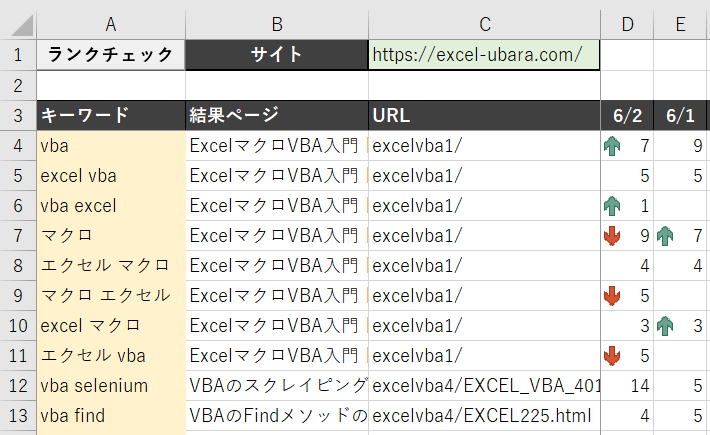 A B C D E
1 ランクチェック サイト https://excel-ubara.com/
2
3 キーワード 結果ページ URL 6/2 6/1
4 vba ExcelマクロVBA入門 excelvba1/ 7 9
5 excel vba ExcelマクロVBA入門 excelvba1/ 5 5
6 vba excel ExcelマクロVBA入門 excelvba1/ 1
7 マクロ ExcelマクロVBA入門 excelvba1/ 9 7
8 エクセル マクロ ExcelマクロVBA入門 excelvba1/ 4 4
9 マクロ エクセル ExcelマクロVBA入門 excelvba1/ 5
10 excel マクロ ExcelマクロVBA入門 excelvba1/ 3 3
11 エクセル vba ExcelマクロVBA入門 excelvba1/ 5
12 vba selenium VBAのスクレイピング excelvba4/EXCEL_VBA_401 14 5
13 vba find VBAのFindメソッドの excelvba4/EXCEL225.html 4 5